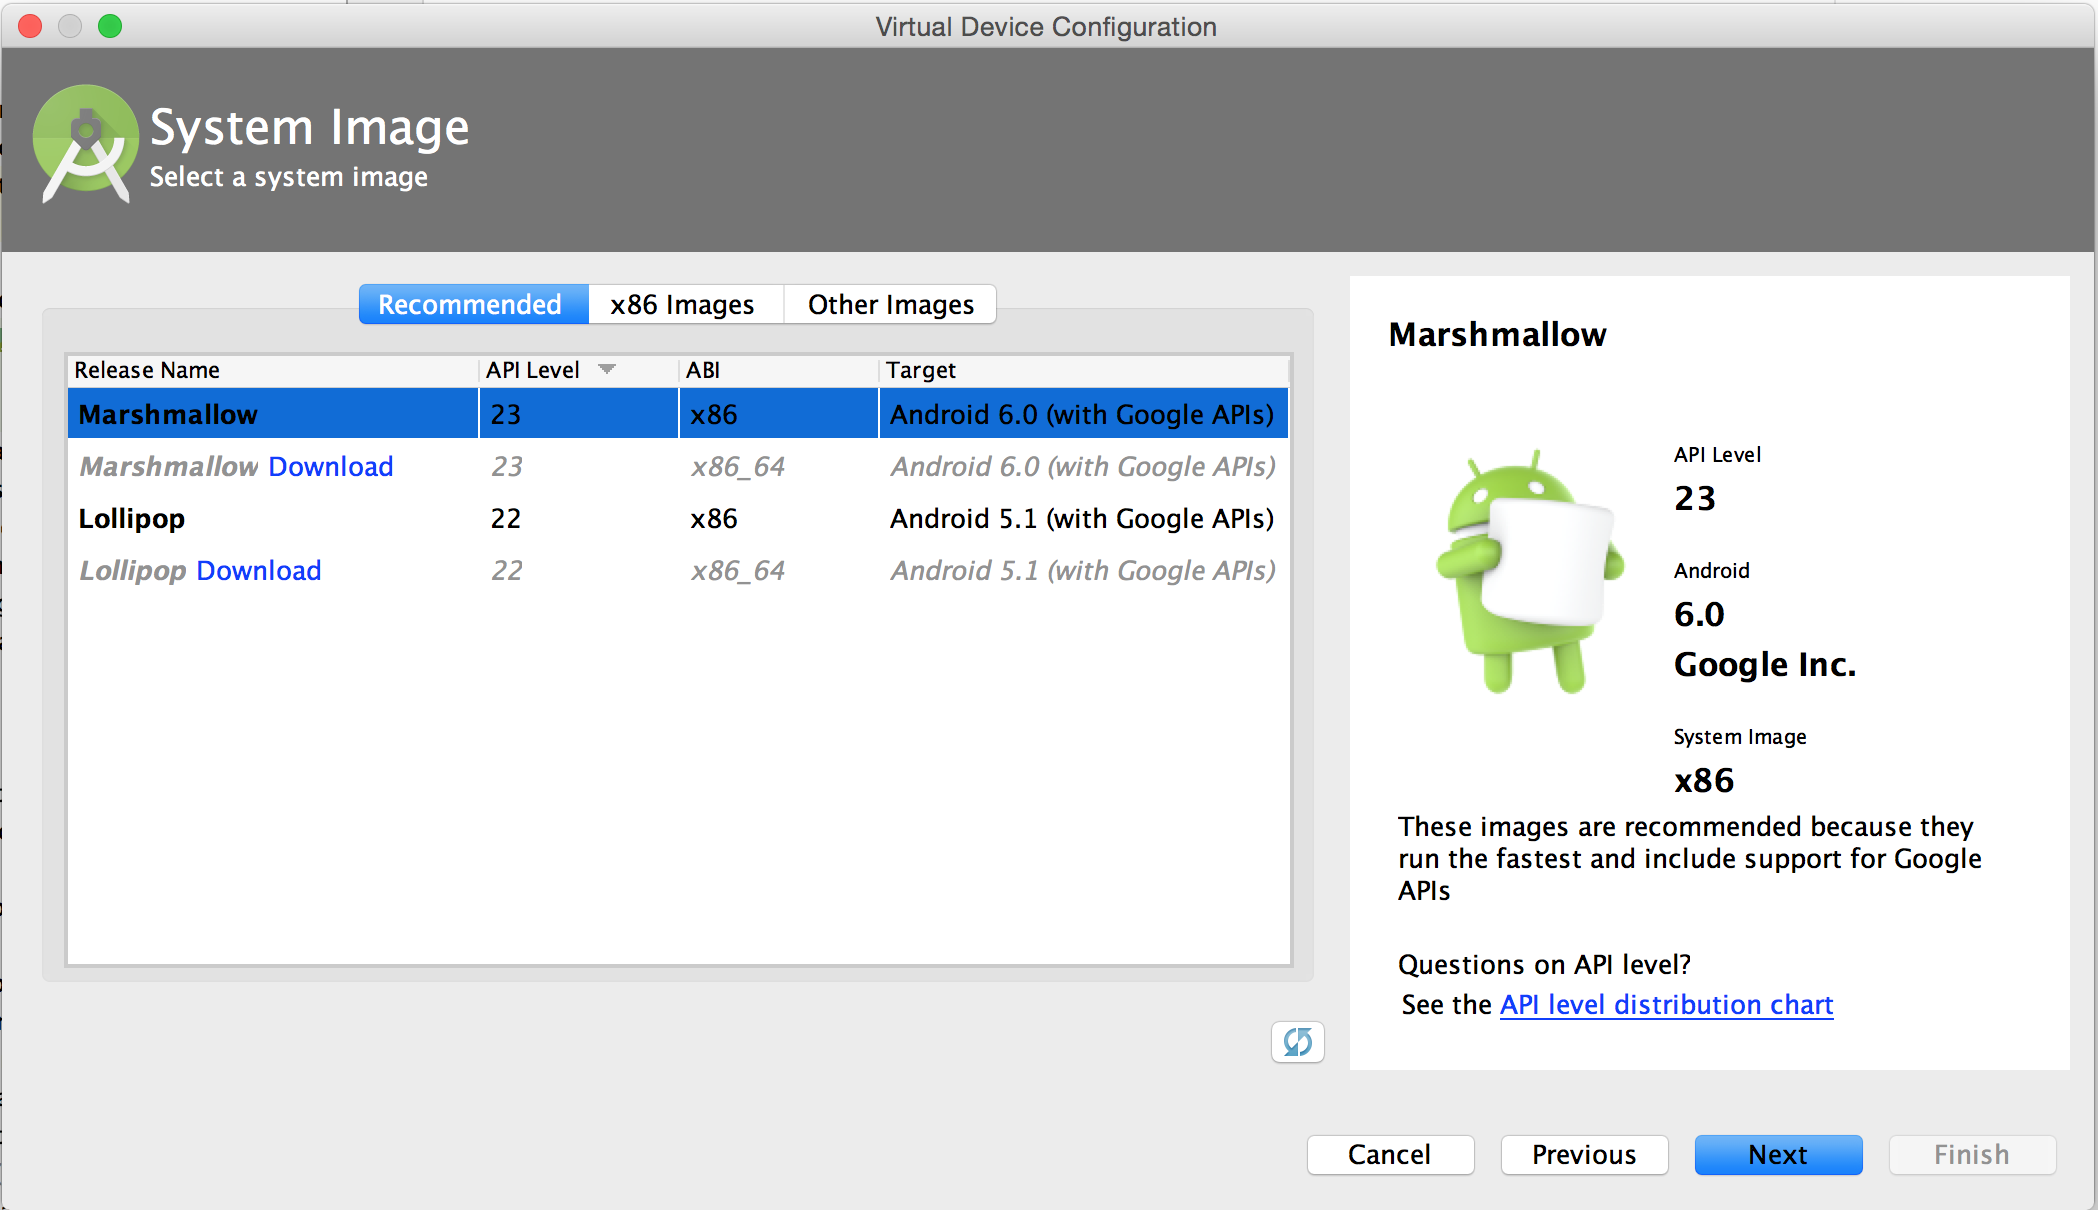 Virtual Device Configuration
System Image
Select a system image
Recommended x86 Images Other Images
Release Name API Level ABI Target
Marshmallow 23 x86 Android 6.0 (with Google APIs)
Marshmallow Download 23 x86_64 Android 6.0 (with Google APIs)
Lollipop 22 x86 Android 5.1 (with Google APIs)
Lollipop Download 22 x86_64 Android 5.1 (with Google APIs)
Marshmallow
API Level
23
Android
6.0
Google Inc.
System Image
x86
These images are recommended because they
run the fastest and include support for Google
APIs
Questions on API level?
See the API level distribution chart
Cancel Previous Next Finish